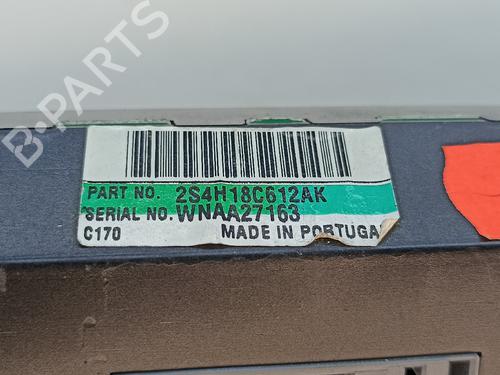 B-PARTS
PART NO. 2S4H18C612AK
SERIAL NO. WNAA27163
C170 MADE IN PORTUGAL